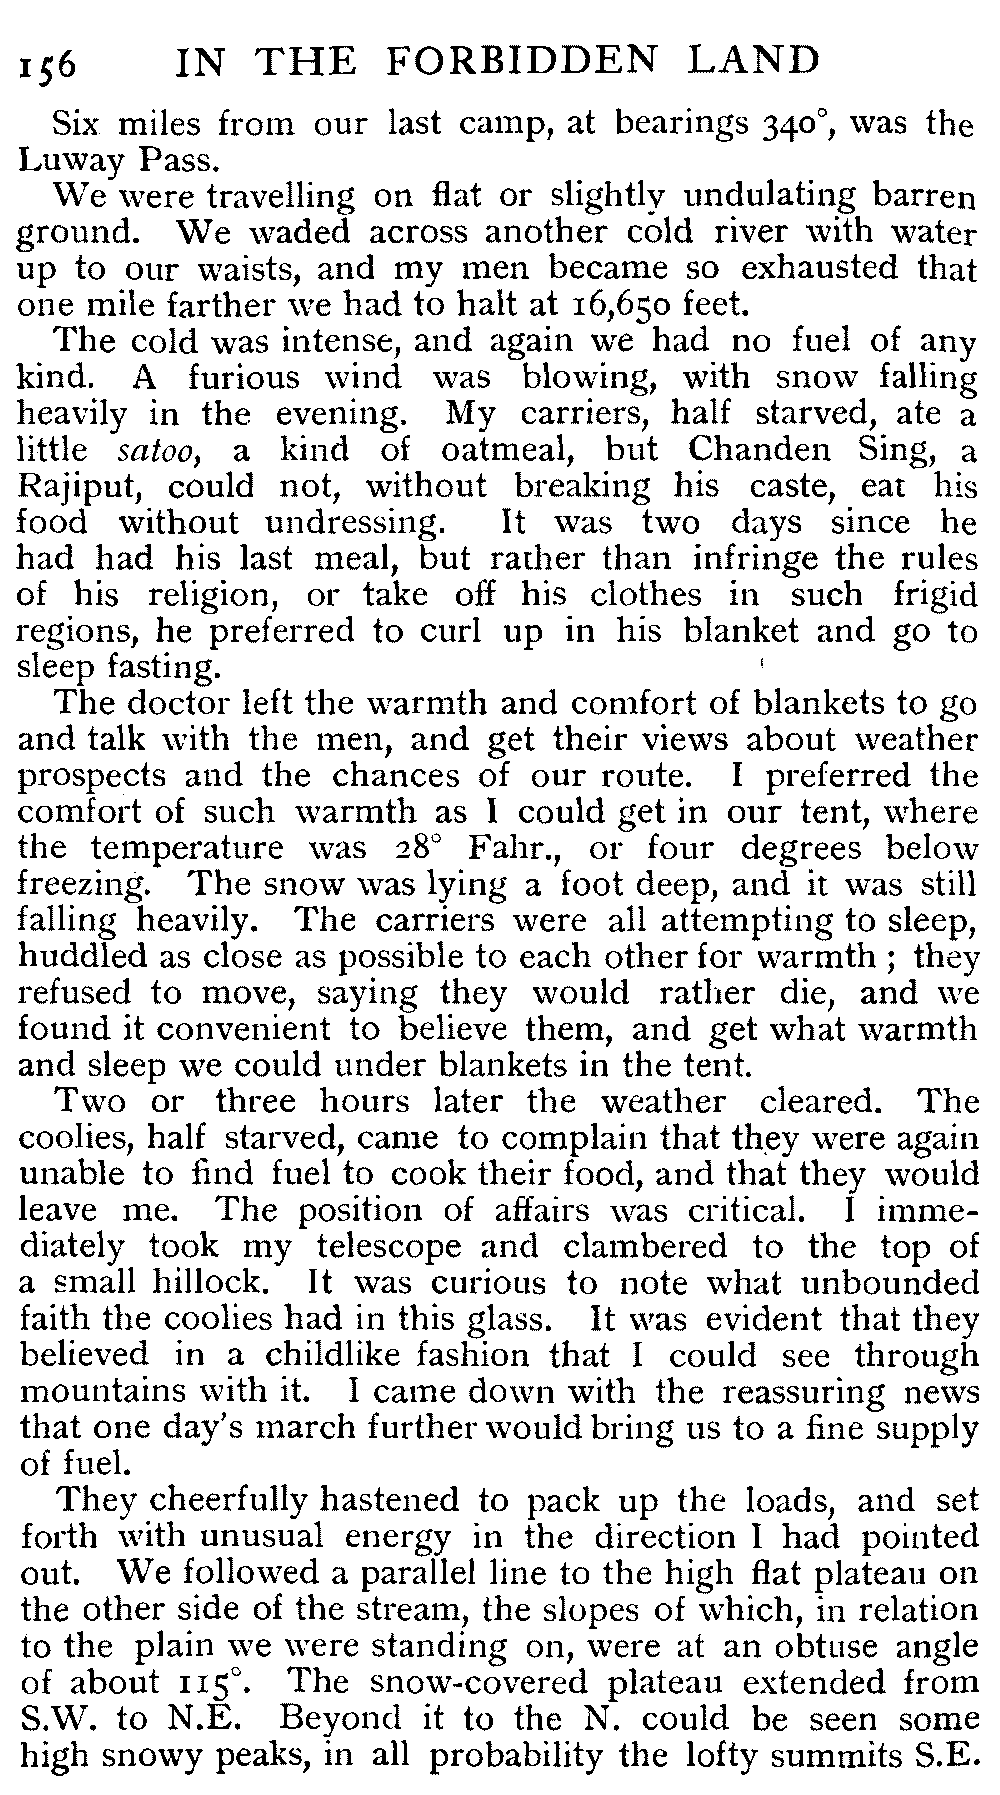 156 IN THE FORBIDDEN LAND
Six miles from our last camp, at bearings 340°, was the
Luway Pass.
We were travelling on flat or slightly undulating barren
ground. We waded across another cold river with water
up to our waists, and my men became so exhausted that
one mile farther we had to halt at 16,650 feet.
The cold was intense, and again we had no fuel of any
kind. A furious wind was blowing, with snow falling
heavily in the evening. My carriers, half starved, ate a
little satoo, a kind of oatmeal, but Chanden Sing, a
Rajiput, could not, without breaking his caste, eat his
food without undressing. It was two days since he
had had his last meal, but rather than infringe the rules
of his religion, or take off his clothes in such frigid
regions, he preferred to curl up in his blanket and go to
sleep fasting.
The doctor left the warmth and comfort of blankets to go
and talk with the men, and get their views about weather
prospects and the chances of our route. I preferred the
comfort of such warmth as I could get in our tent, where
the temperature was 28° Fahr., or four degrees below
freezing. The snow was lying a foot deep, and it was still
falling heavily. The carriers were all attempting to sleep,
huddled as close as possible to each other for warmth ; they
refused to move, saying they would rather die, and we
found it convenient to believe them, and get what warmth
and sleep we could under blankets in the tent.
Two or three hours later the weather cleared. The
coolies, half starved, came to complain that they were again
unable to find fuel to cook their food, and that they would
leave me. The position of affairs was critical. I imme-
diately took my telescope and clambered to the top of
a small hillock. It was curious to note what unbounded
faith the coolies had in this glass. It was evident that they
believed in a childlike fashion that I could see through
mountains with it. I came down with the reassuring news
that one day's march further would bring us to a fine supply
of fuel.
They cheerfully hastened to pack up the loads, and set
forth with unusual energy in the direction I had pointed
out. We followed a parallel line to the high flat plateau on
the other side of the stream, the slopes of which, in relation
to the plain we were standing on, were at an obtuse angle
of about 115°. The snow-covered plateau extended from
S.W. to N.E. Beyond it to the N. could be seen some
high snowy peaks, in all probability the lofty summits S.E.